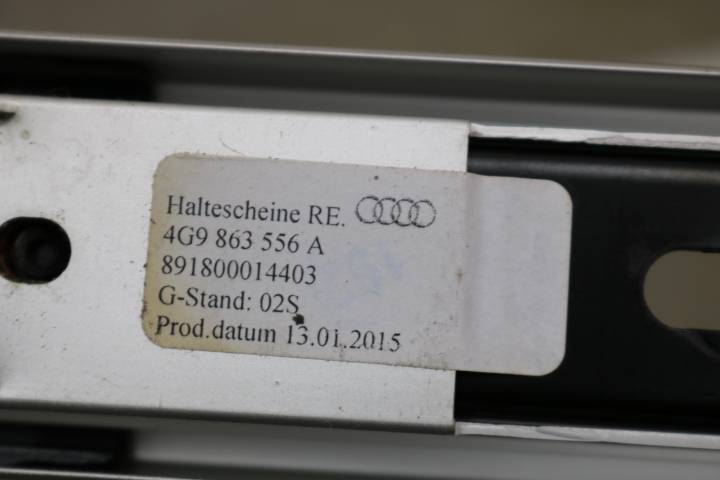 Haltescheine RE.
4G9 863 556 A
891800014403
G-Stand: 02S
Prod.datum 13.01.2015